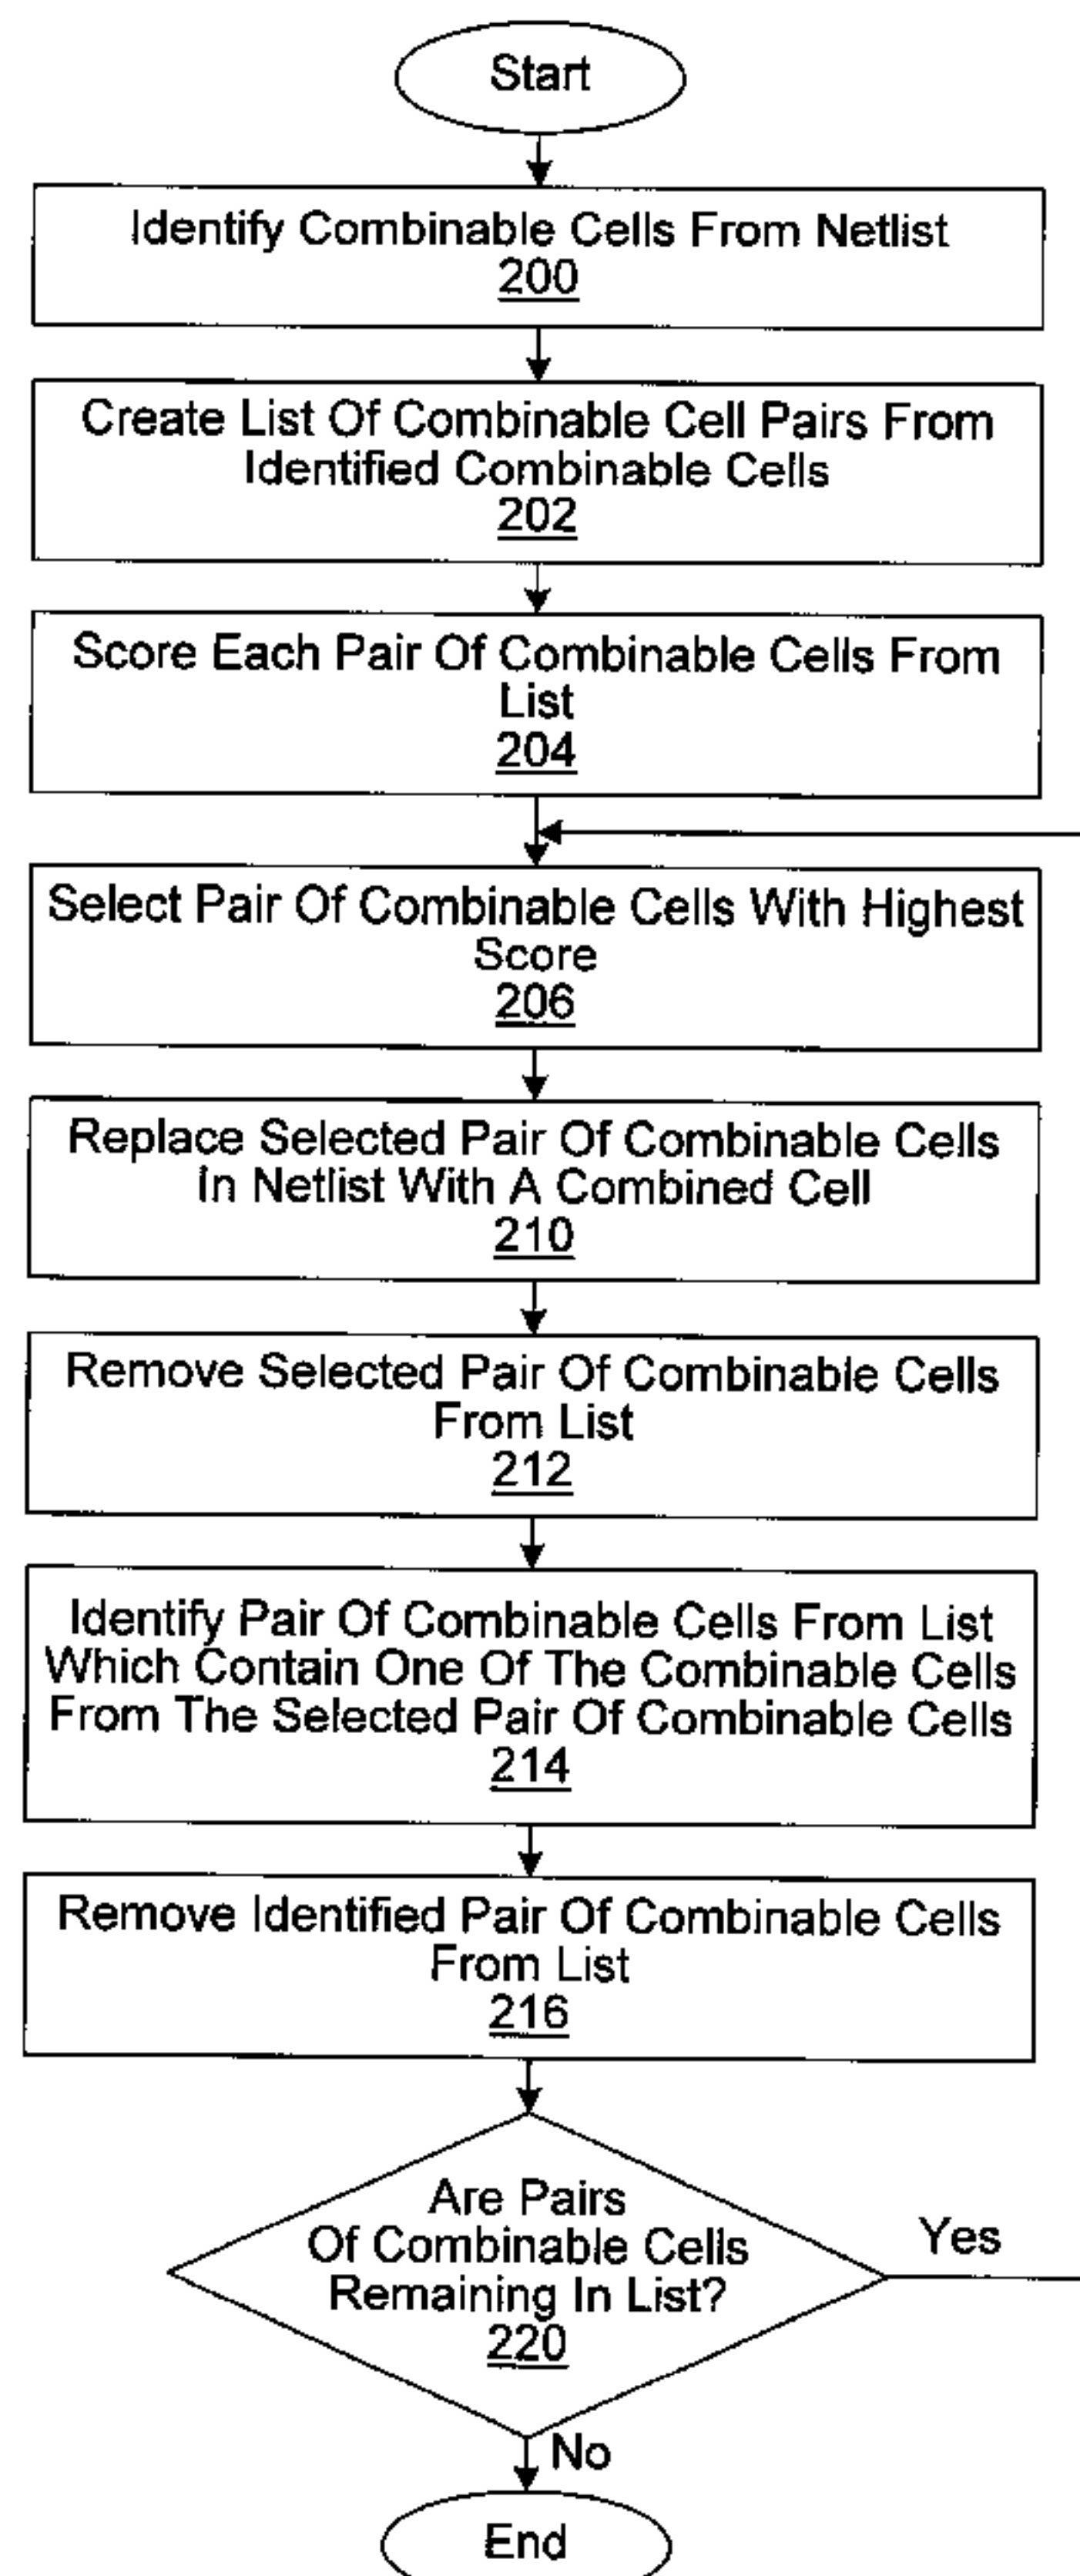 Start
Identify Combinable Cells From Netlist
200
Create List Of Combinable Cell Pairs From
Identified Combinable Cells
202
Score Each Pair Of Combinable Cells From
List
204
Select Pair Of Combinable Cells With Highest
Score
206
Replace Selected Pair Of Combinable Cells
In Netlist With A Combined Cell
210
Remove Selected Pair Of Combinable Cells
From List
212
Identify Pair Of Combinable Cells From List
Which Contain One Of The Combinable Cells
From The Selected Pair Of Combinable Cells
214
Remove Identified Pair Of Combinable Cells
From List
216
Are Pairs
Of Combinable Cells
Remaining In List?
220
Yes
No
End